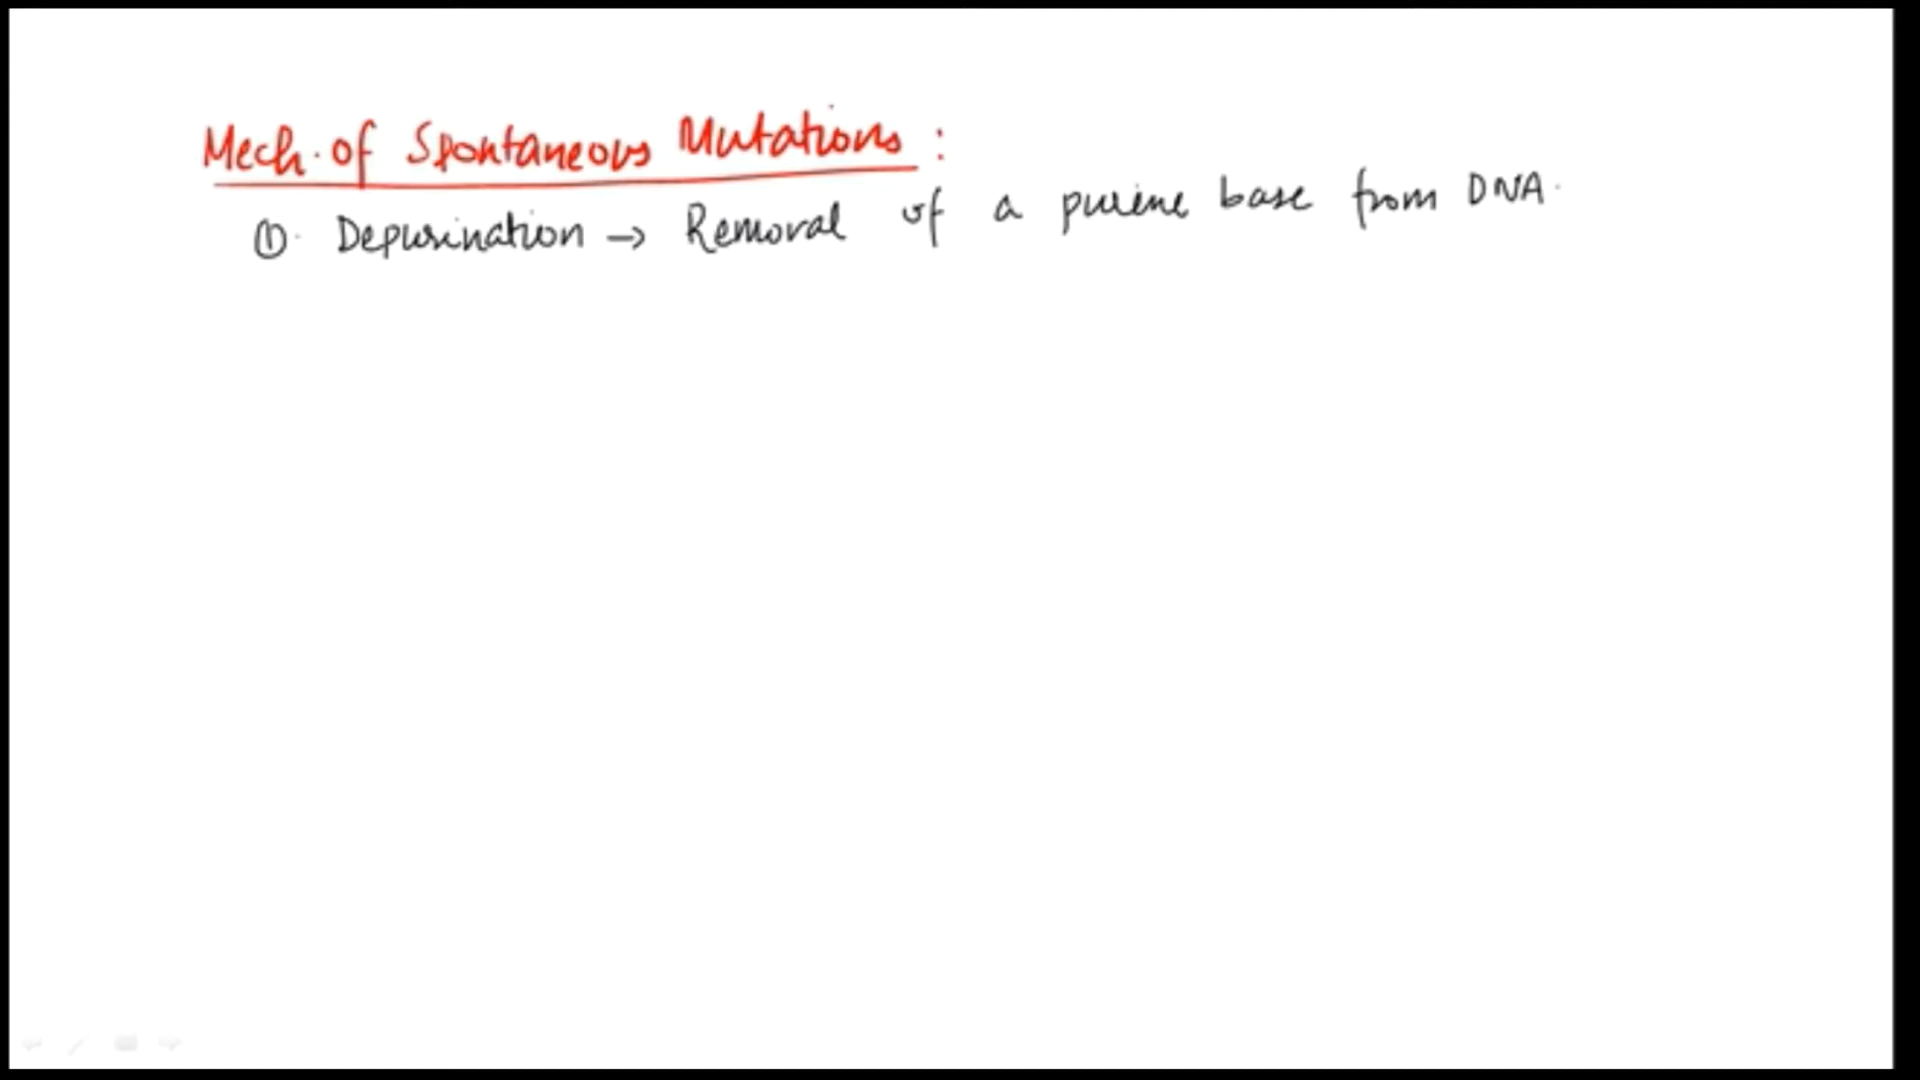 Mech. of Spontaneous Mutations :
① Depurination → Removal of a purine base from DNA.